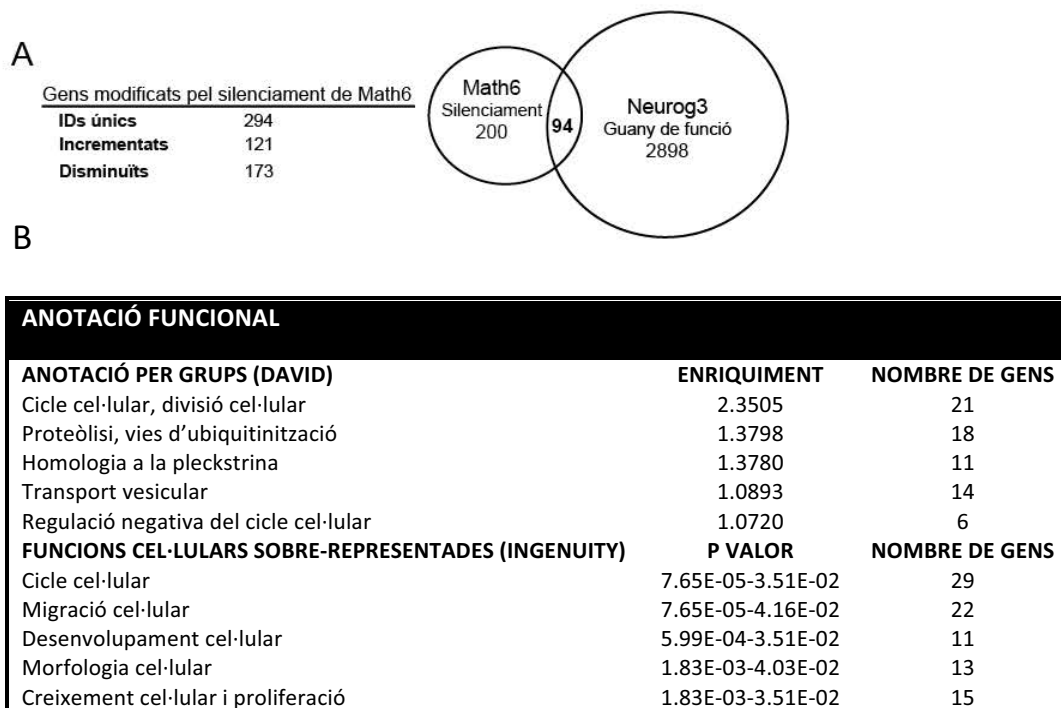 A
Gens modificats pel silenciament de Math6
IDs únics 294
Incrementats 121
Disminuïts 173
Math6
Silenciament
200
94
Neurog3
Guany de funció
2898
B
ANOTACIÓ FUNCIONAL
ANOTACIÓ PER GRUPS (DAVID) ENRIQUIMENT NOMBRE DE GENS
Cicle cel·lular, divisió cel·lular 2.3505 21
Proteòlisi, vies d'ubiquitinització 1.3798 18
Homologia a la pleckstrina 1.3780 11
Transport vesicular 1.0893 14
Regulació negativa del cicle cel·lular 1.0720 6
FUNCIONS CEL·LULARS SOBRE-REPRESENTADES (INGENUITY) P VALOR NOMBRE DE GENS
Cicle cel·lular 7.65E-05-3.51E-02 29
Migració cel·lular 7.65E-05-4.16E-02 22
Desenvolupament cel·lular 5.99E-04-3.51E-02 11
Morfologia cel·lular 1.83E-03-4.03E-02 13
Creixement cel·lular i proliferació 1.83E-03-3.51E-02 15